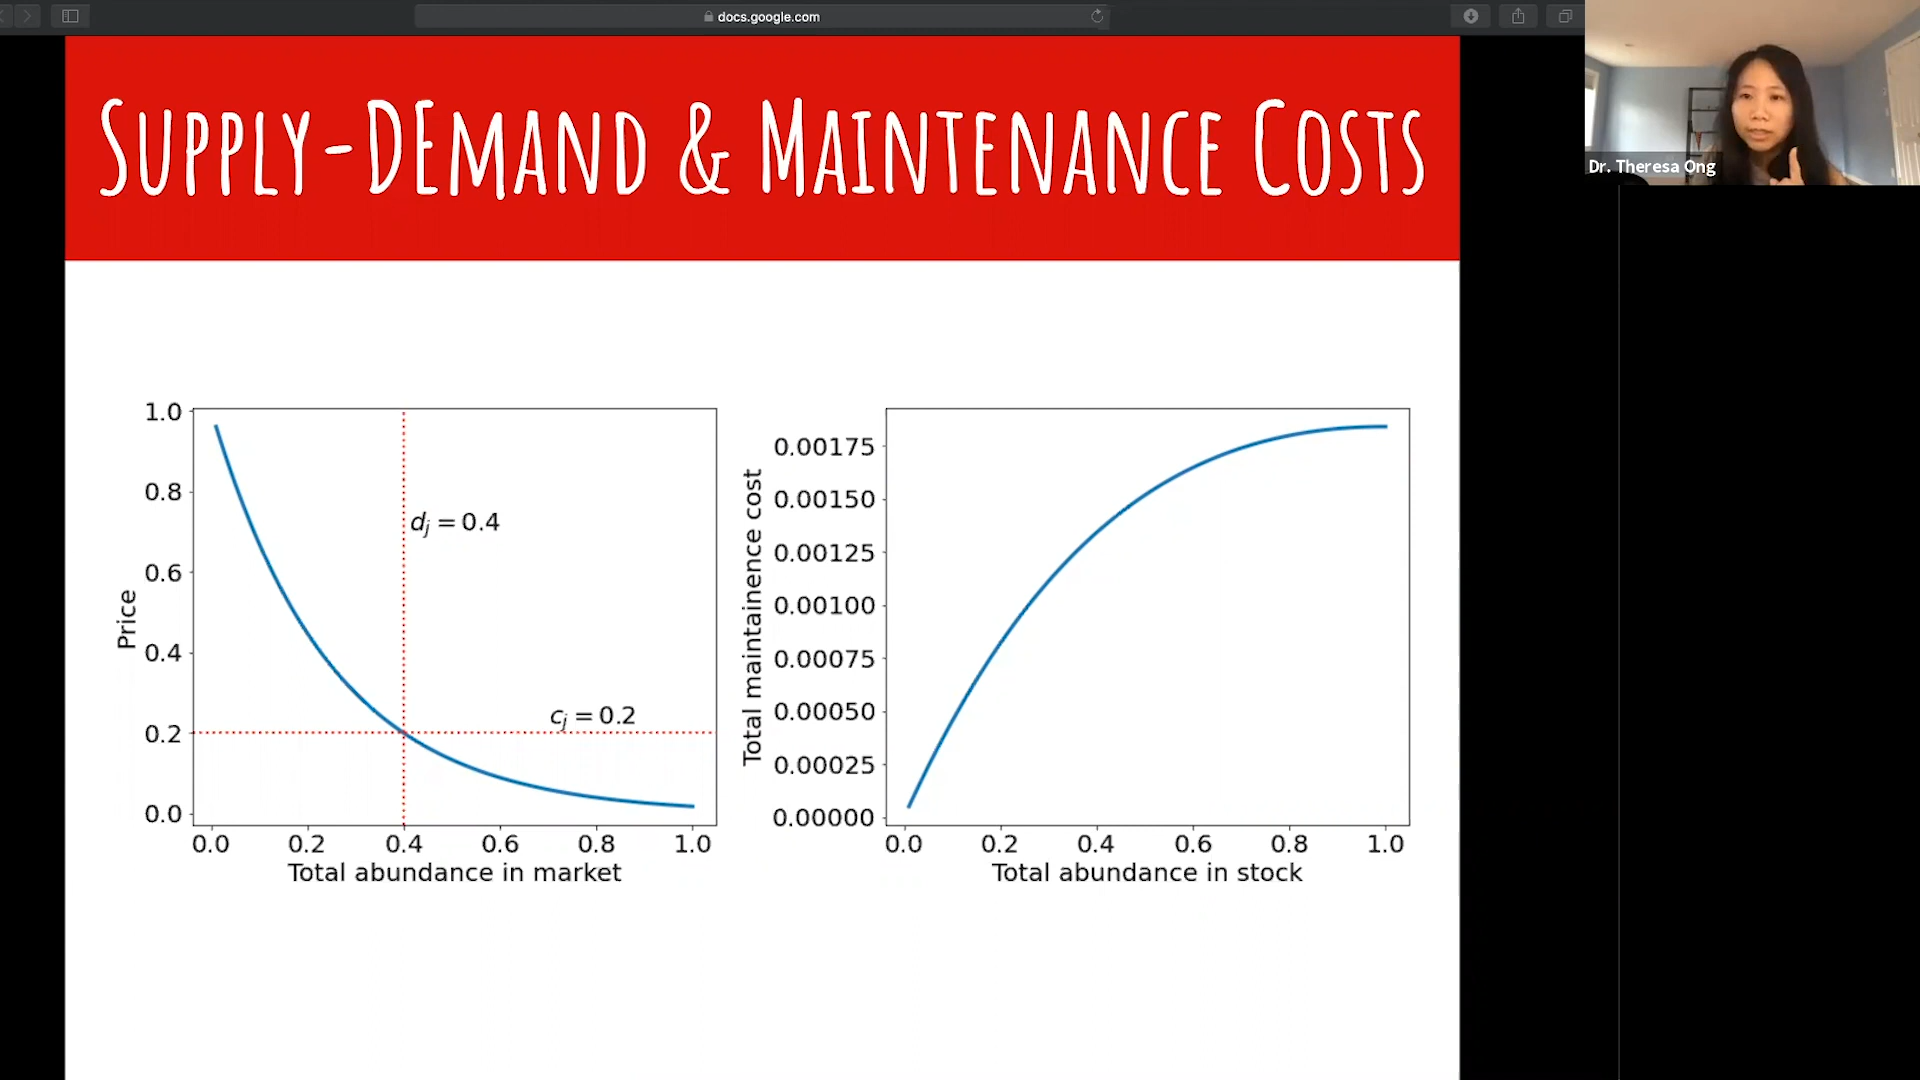 docs.google.com
SUPPLY-DEMAND & MAINTENANCE COSTS
Dr. Theresa Ong
1.0
0.8
0.6
0.4
0.2
0.0
Price
dj = 0.4
cj = 0.2
0.0 0.2 0.4 0.6 0.8 1.0
Total abundance in market
0.00175
0.00150
0.00125
0.00100
0.00075
0.00050
0.00025
0.00000
Total maintainence cost
0.0 0.2 0.4 0.6 0.8 1.0
Total abundance in stock